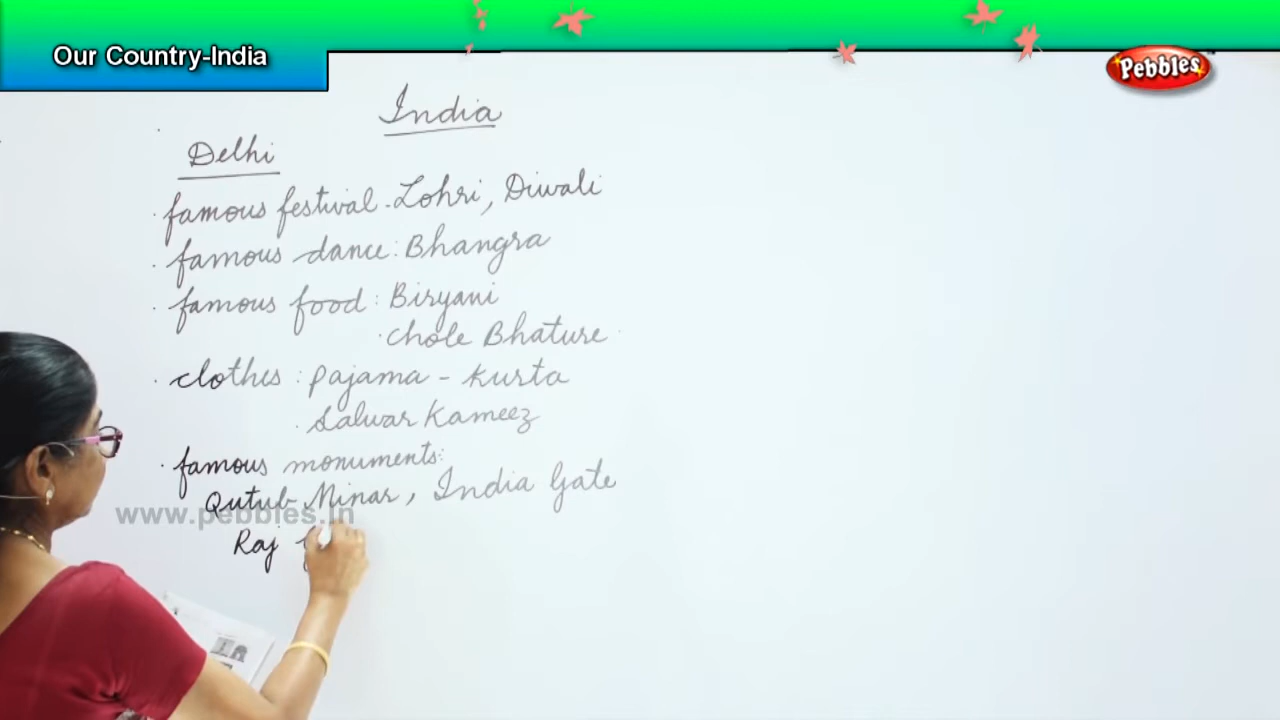 Our Country-India
Pebbles
India
Delhi
· famous festival - Lohri, Diwali
· famous dance : Bhangra
· famous food : Biryani
· Chole Bhature
· clothes : Pajama - Kurta
· Salwar Kameez
· famous monuments:
Qutub Minar, India Gate
www.pebbles.in
Raj